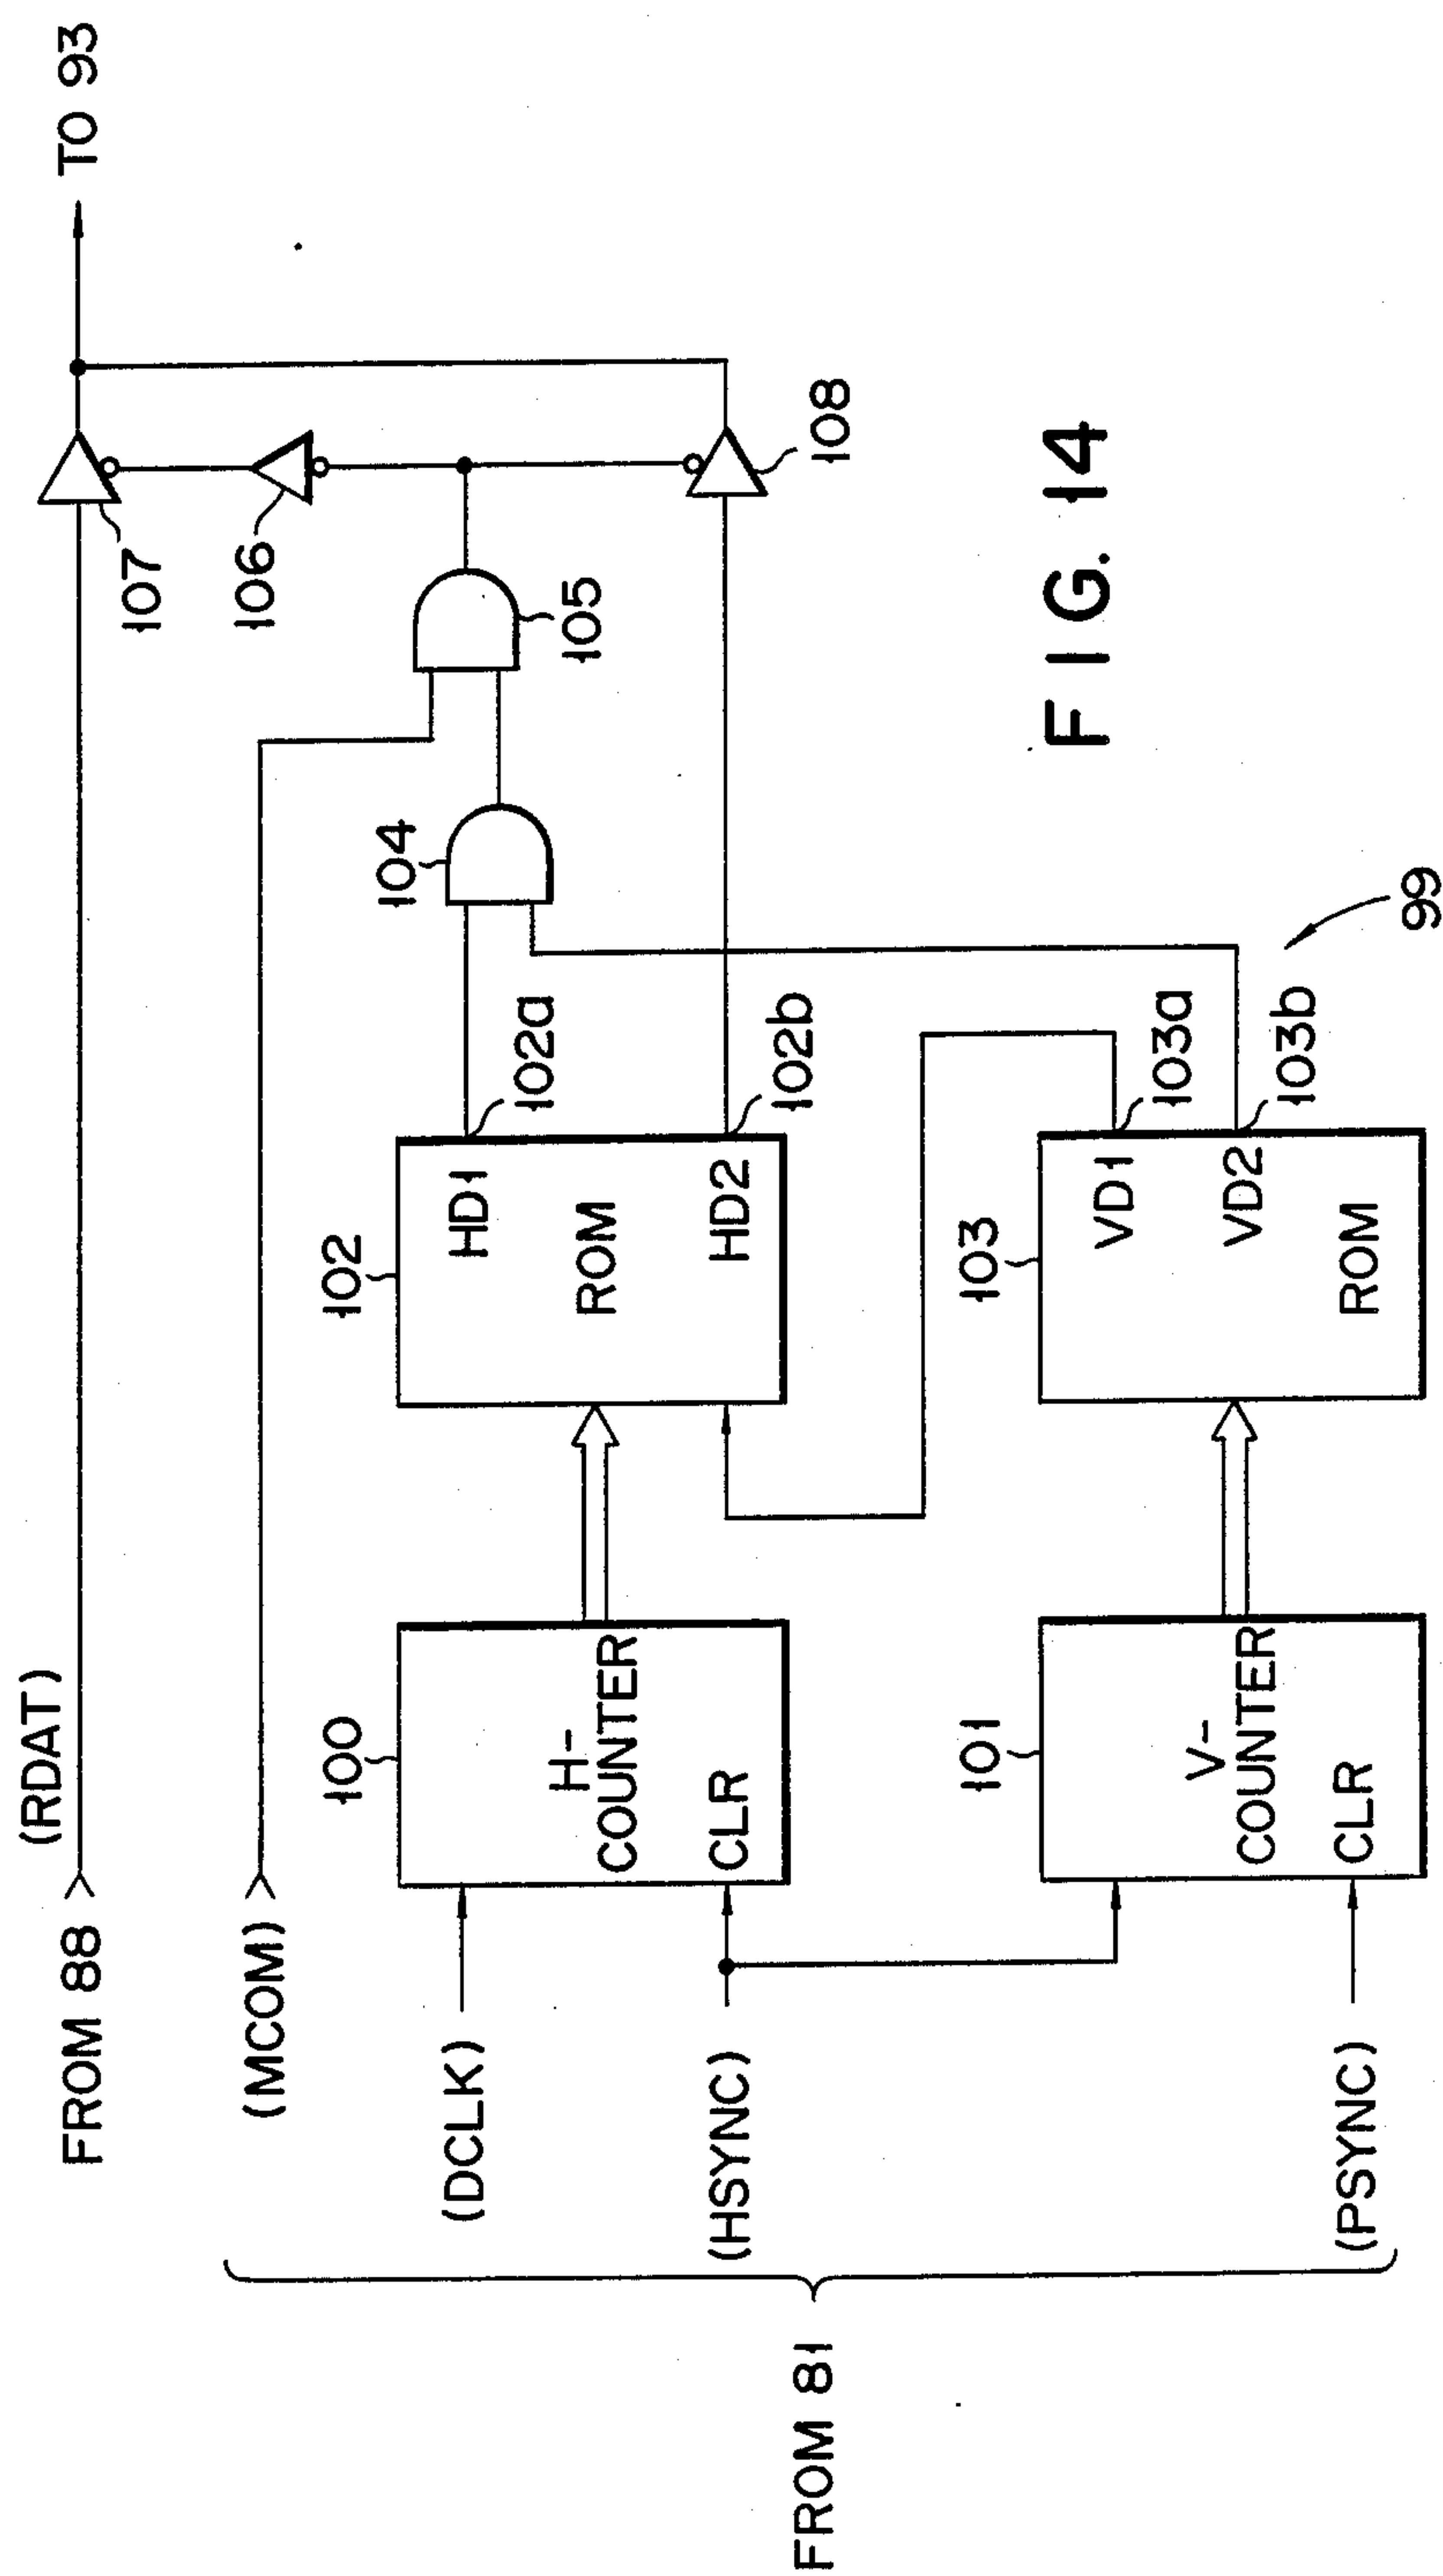 FROM 88
(RDAT)
TO 93
(MCOM)
107
106
105
104
108
(DCLK)
(HSYNC)
(PSYNC)
FROM 81
100
H-
COUNTER
CLR
102
HD1
ROM
HD2
102a
102b
101
V-
COUNTER
CLR
103
VD1
VD2
ROM
103a
103b
99
FIG. 14